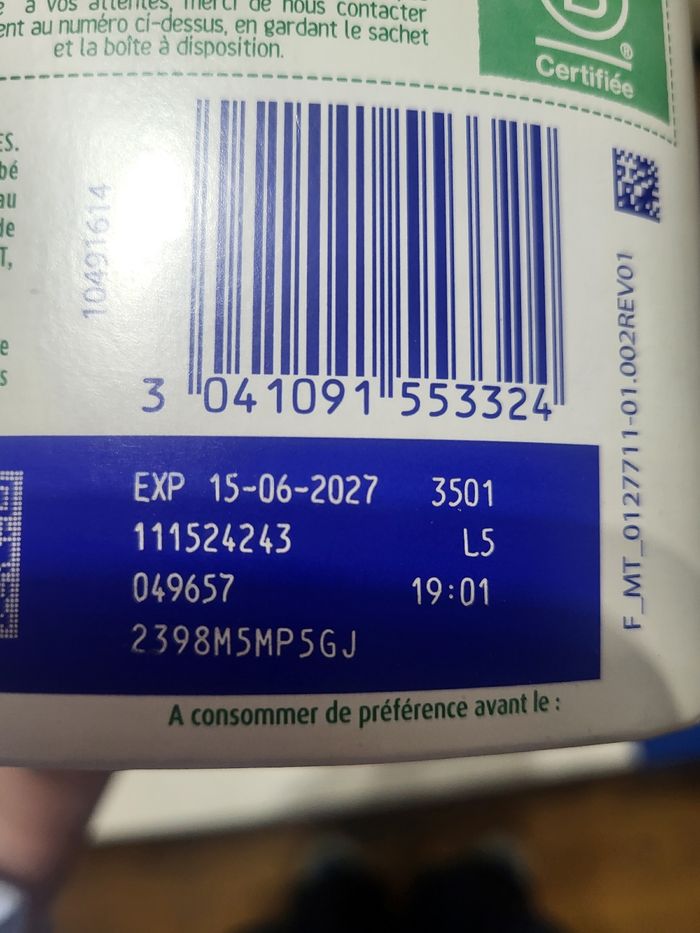 à vos attentes, merci de nous contacter
au numéro ci-dessus, en gardant le sachet
et la boîte à disposition.
B
®
Certifiée
10491614
3 041091 553324
F_MT_0127711-01.002REV01
EXP 15-06-2027 3501
111524243 L5
049657 19:01
2398M5MP5GJ
A consommer de préférence avant le :